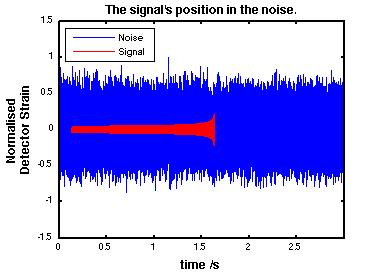 The signal's position in the noise.
1.5
Noise
Signal
1
0.5
0
-0.5
-1
-1.5
Normalised
Detector Strain
0 0.5 1 1.5 2 2.5
time /s